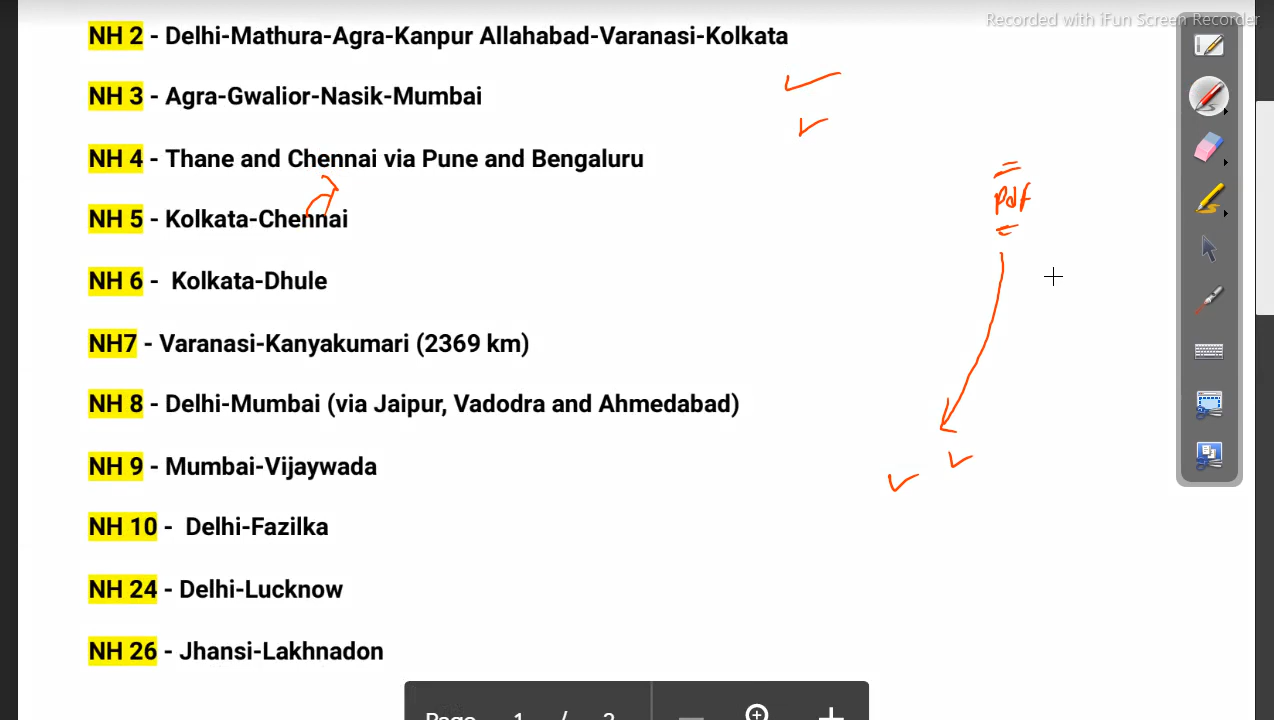 Recorded with iFun Screen Recorder
NH 2 - Delhi-Mathura-Agra-Kanpur Allahabad-Varanasi-Kolkata
NH 3 - Agra-Gwalior-Nasik-Mumbai
NH 4 - Thane and Chennai via Pune and Bengaluru
pdf
NH 5 - Kolkata-Chennai
NH 6 - Kolkata-Dhule
NH7 - Varanasi-Kanyakumari (2369 km)
NH 8 - Delhi-Mumbai (via Jaipur, Vadodra and Ahmedabad)
NH 9 - Mumbai-Vijaywada
NH 10 - Delhi-Fazilka
NH 24 - Delhi-Lucknow
NH 26 - Jhansi-Lakhnadon
Page 1 /